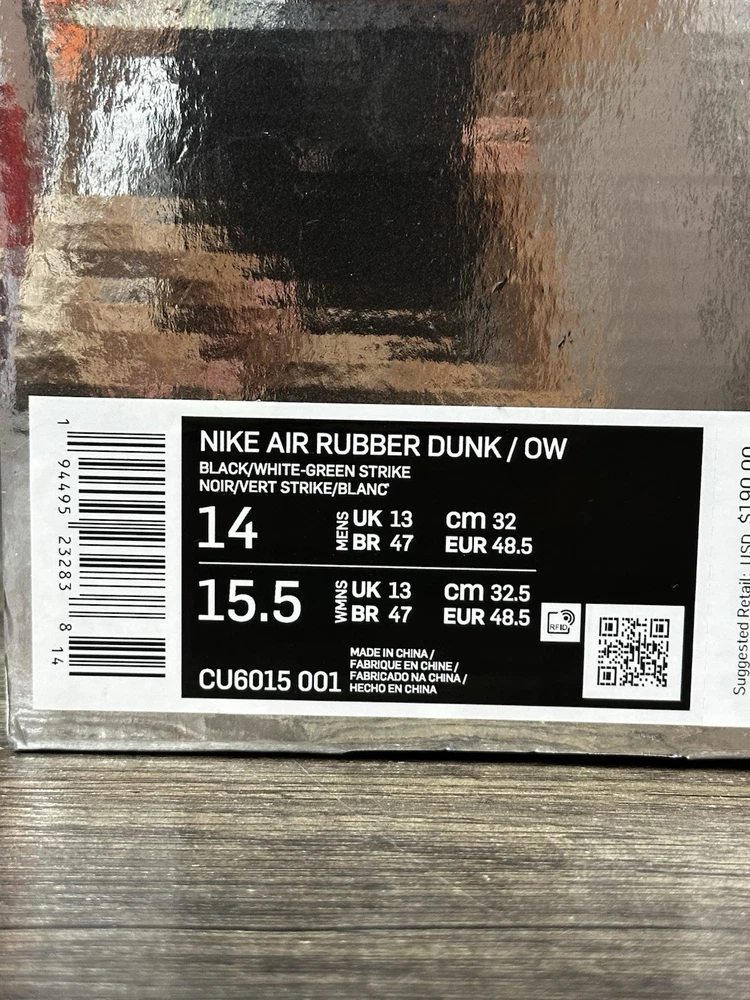 NIKE AIR RUBBER DUNK / OW
BLACK/WHITE-GREEN STRIKE
NOIR/VERT STRIKE/BLANC
14 MENS UK 13 cm 32
BR 47 EUR 48.5
15.5 WMNS UK 13 cm 32.5
BR 47 EUR 48.5
RFID
CU6015 001
MADE IN CHINA /
FABRIQUE EN CHINE /
FABRICADO NA CHINA /
HECHO EN CHINA
1 94495 23283 8 14
Suggested Retail: USD $190.00